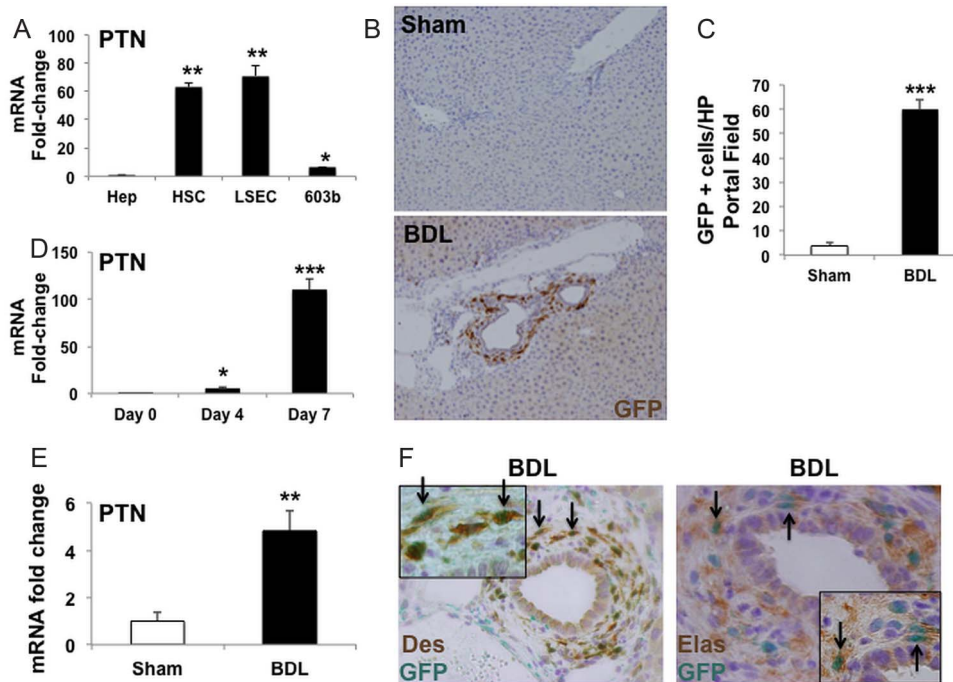 A
PTN
mRNA
Fold-change
100
80
60
40
20
0
**
**
*
Hep HSC LSEC 603b
B
Sham
BDL
GFP
C
GFP + cells/HP
Portal Field
70
60
50
40
30
20
10
0
***
Sham BDL
D
PTN
mRNA
Fold-change
150
100
50
0
*
***
Day 0 Day 4 Day 7
E
PTN
mRNA fold change
6
4
2
0
**
Sham BDL
F
BDL
Des
GFP
BDL
Elas
GFP